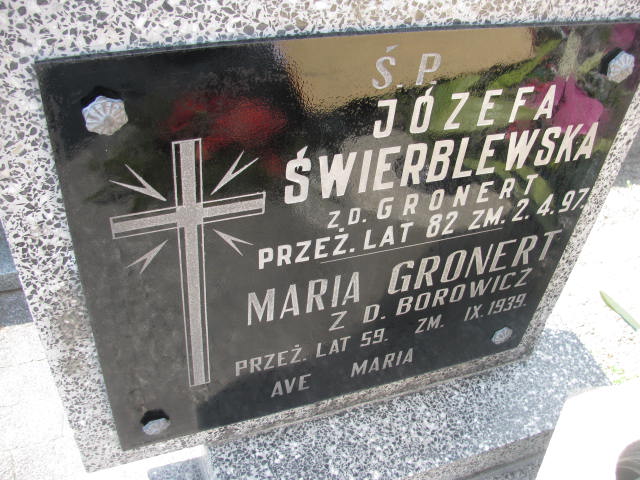 Ś.P.
JÓZEFA
ŚWIERBLEWSKA
Z D. GRONERT
PRZEŻ. LAT 82 ZM. 2.4.97.
MARIA GRONERT
Z D. BOROWICZ
PRZEŻ. LAT 59. ZM. IX.1939.
AVE MARIA